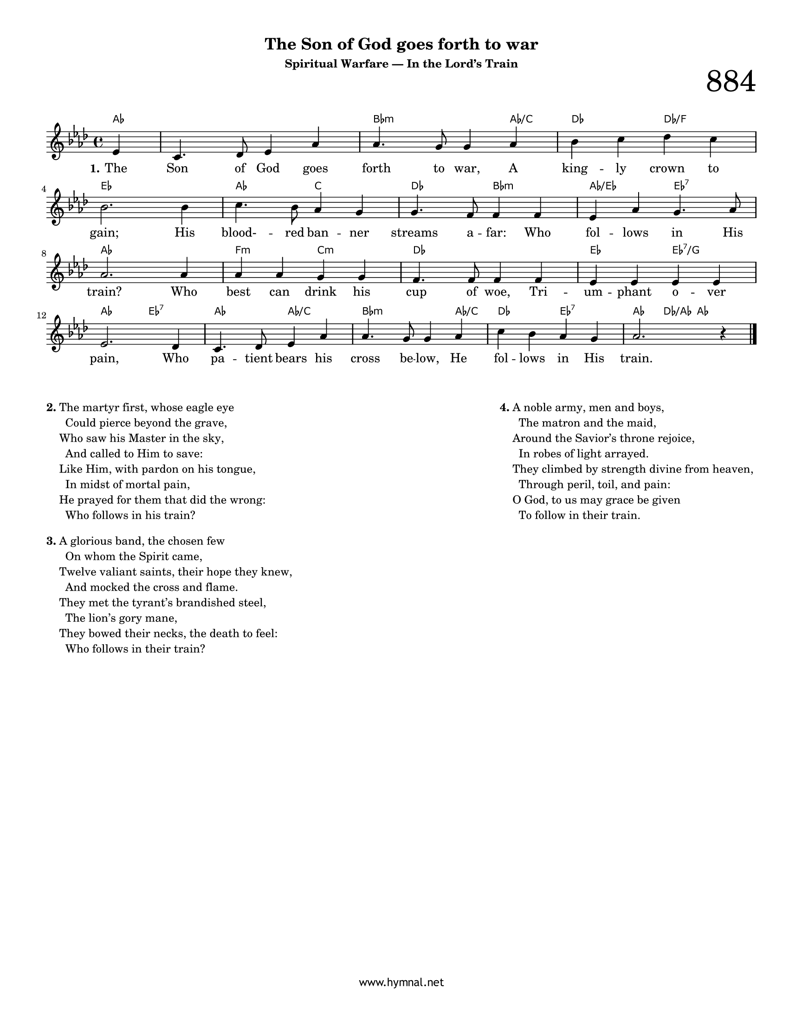 The Son of God goes forth to war
Spiritual Warfare — In the Lord's Train
884
A♭ B♭m A♭/C D♭ D♭/F
1. The Son of God goes forth to war, A king - ly crown to
4
E♭ A♭ C D♭ B♭m A♭/E♭ E♭7
gain; His blood- - red ban - ner streams a - far: Who fol - lows in His
8
A♭ Fm Cm D♭ E♭ E♭7/G
train? Who best can drink his cup of woe, Tri - um - phant o - ver
12
A♭ E♭7 A♭ A♭/C B♭m A♭/C D♭ E♭7 A♭ D♭/A♭ A♭
pain, Who pa - tient bears his cross be-low, He fol - lows in His train.
2. The martyr first, whose eagle eye
Could pierce beyond the grave,
Who saw his Master in the sky,
And called to Him to save:
Like Him, with pardon on his tongue,
In midst of mortal pain,
He prayed for them that did the wrong:
Who follows in his train?
3. A glorious band, the chosen few
On whom the Spirit came,
Twelve valiant saints, their hope they knew,
And mocked the cross and flame.
They met the tyrant's brandished steel,
The lion's gory mane,
They bowed their necks, the death to feel:
Who follows in their train?
4. A noble army, men and boys,
The matron and the maid,
Around the Savior's throne rejoice,
In robes of light arrayed.
They climbed by strength divine from heaven,
Through peril, toil, and pain:
O God, to us may grace be given
To follow in their train.
www.hymnal.net